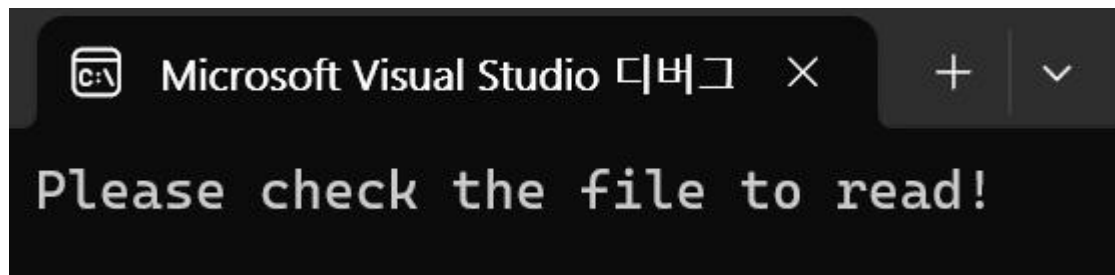 C:\
Microsoft Visual Studio 디버그
Please check the file to read!